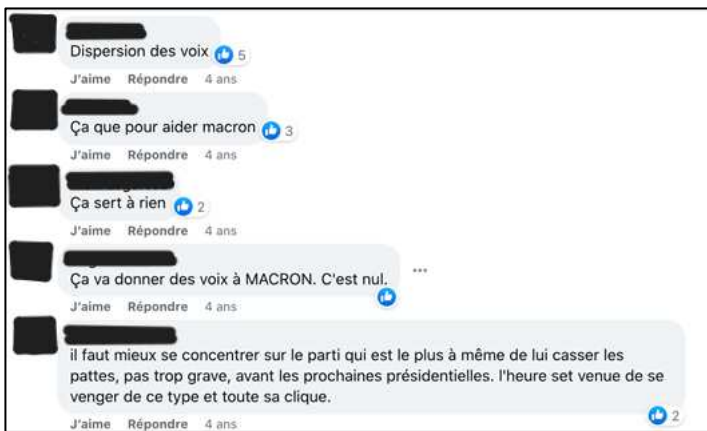 Dispersion des voix 5
J'aime Répondre 4 ans
Ça que pour aider macron 3
J'aime Répondre 4 ans
Ça sert à rien 2
J'aime Répondre 4 ans
Ça va donner des voix à MACRON. C'est nul.
J'aime Répondre 4 ans
il faut mieux se concentrer sur le parti qui est le plus à même de lui casser les
pattes, pas trop grave, avant les prochaines présidentielles. l'heure set venue de se
venger de ce type et toute sa clique.
2
J'aime Répondre 4 ans